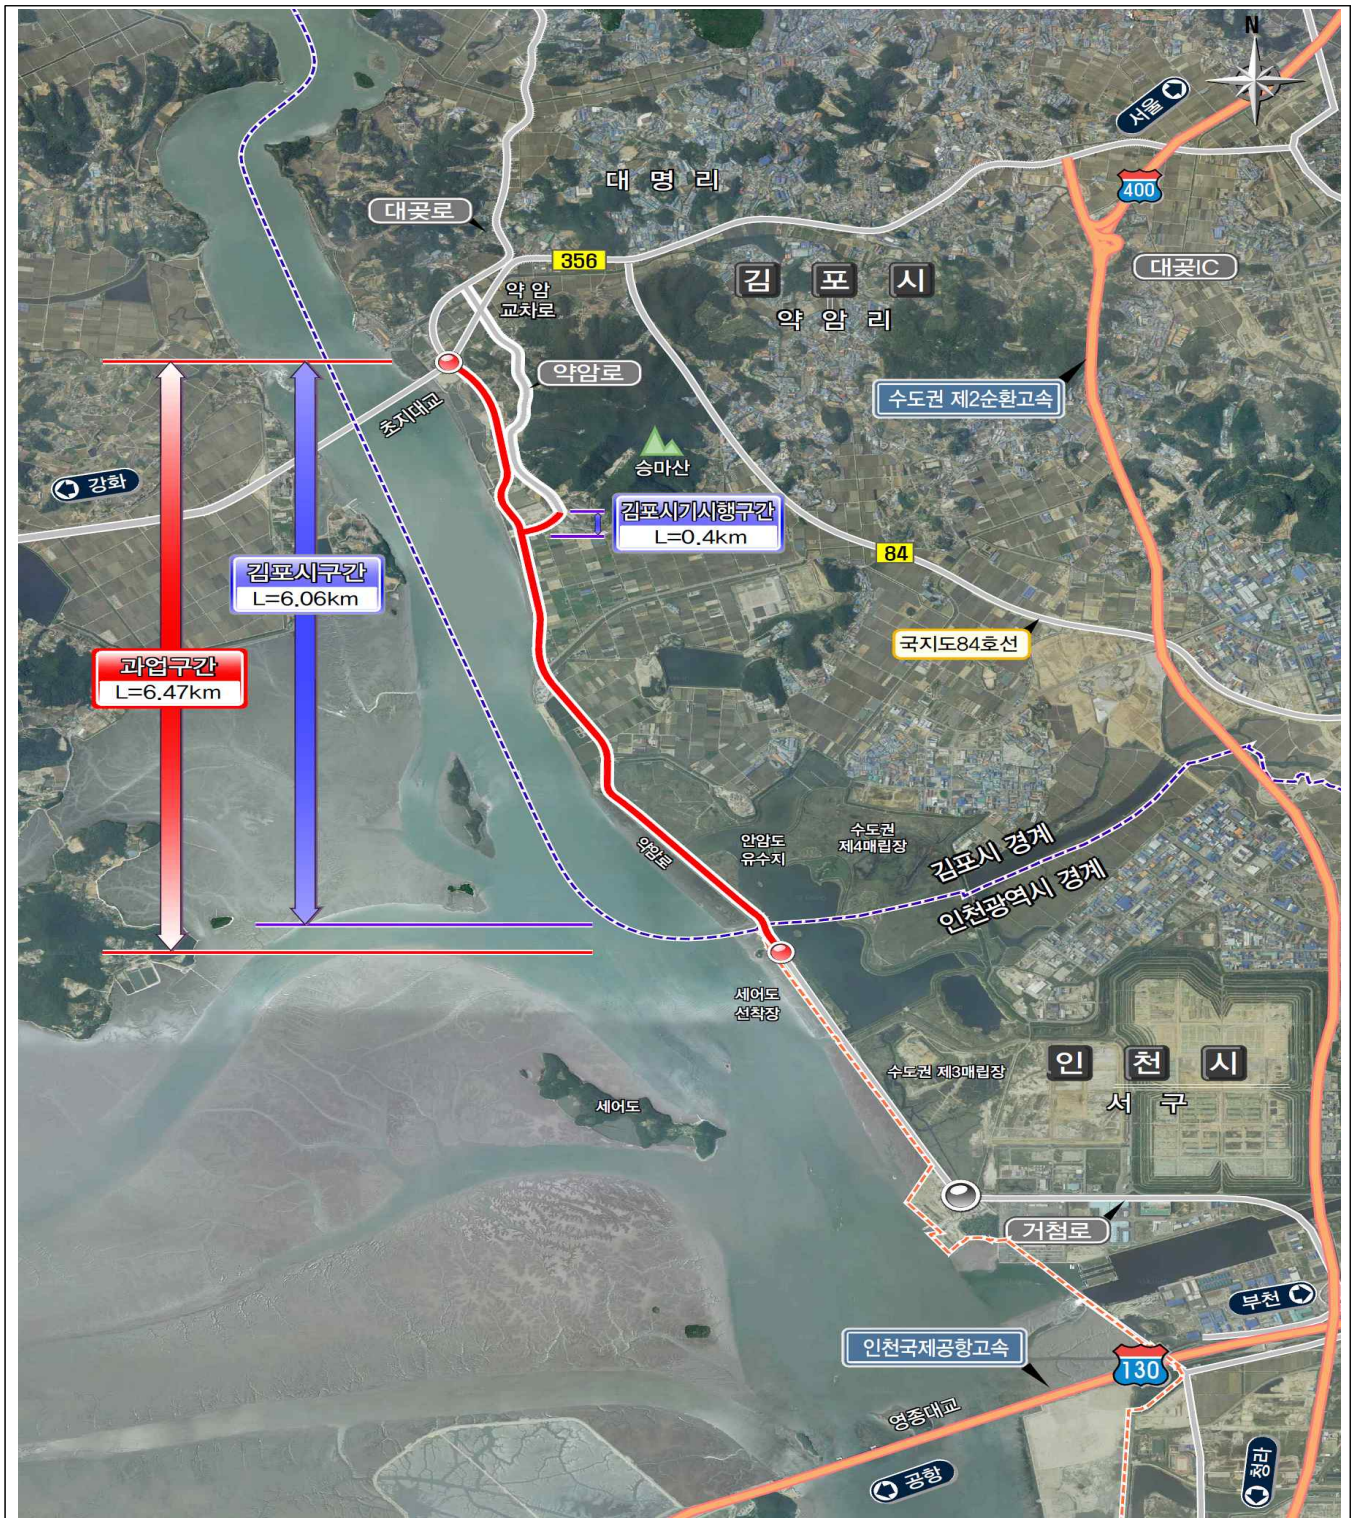 N
서울
400
대명리
대곶로
356
대곶IC
김포시
약암리
약암
교차로
약암로
수도권 제2순환고속
초지대교
승마산
강화
김포시기시행구간
L=0.4km
84
김포시구간
L=6.06km
국지도84호선
과업구간
L=6.47km
약암로
안암도
유수지
수도권
제4매립장
김포시 경계
인천광역시 경계
세어도
선착장
수도권 제3매립장
인천시
서구
세어도
거첨로
부천
인천국제공항고속
130
영종대교
공항
청라